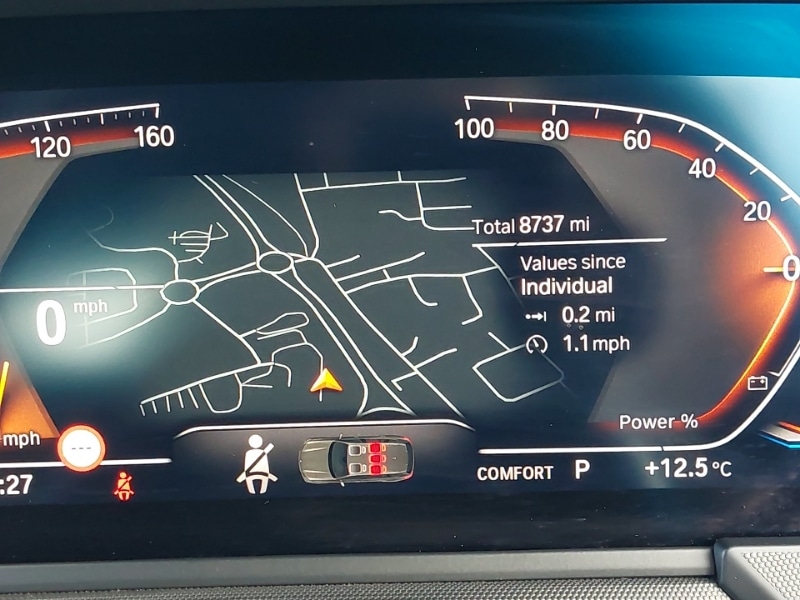 120
160
100
80
60
40
20
0
Total 8737 mi
Values since
Individual
0.2 mi
1.1 mph
0 mph
Power %
mph
---
:27
COMFORT P +12.5°C